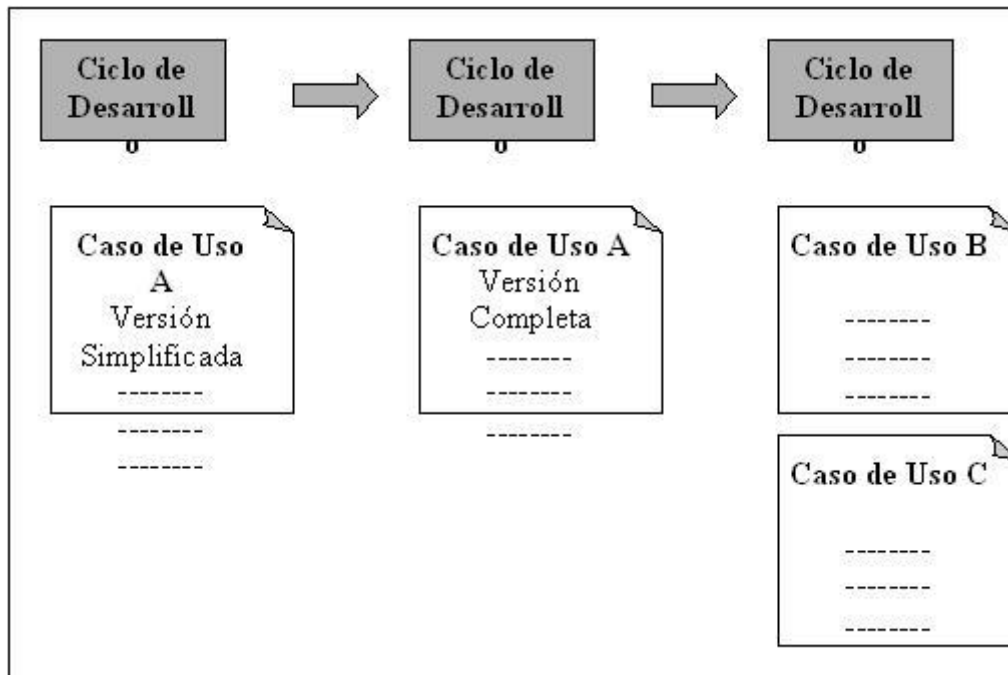 Ciclo de
Desarroll
o
Ciclo de
Desarroll
o
Ciclo de
Desarroll
o
Caso de Uso
A
Versión
Simplificada
--------
--------
--------
Caso de Uso A
Versión
Completa
--------
--------
--------
Caso de Uso B
--------
--------
--------
Caso de Uso C
--------
--------
--------